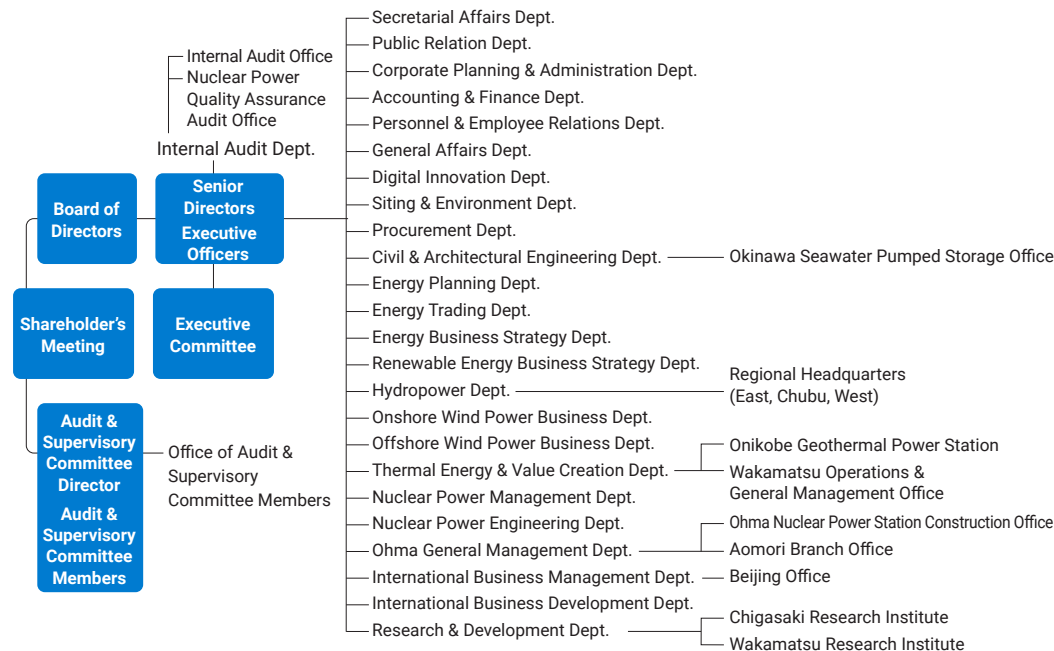 Internal Audit Office
Nuclear Power
Quality Assurance
Audit Office
Internal Audit Dept.
Board of
Directors
Senior
Directors
Executive
Officers
Shareholder's
Meeting
Executive
Committee
Audit &
Supervisory
Committee
Director
Audit &
Supervisory
Committee
Members
Office of Audit &
Supervisory
Committee Members
Secretarial Affairs Dept.
Public Relation Dept.
Corporate Planning & Administration Dept.
Accounting & Finance Dept.
Personnel & Employee Relations Dept.
General Affairs Dept.
Digital Innovation Dept.
Siting & Environment Dept.
Procurement Dept.
Civil & Architectural Engineering Dept.
Okinawa Seawater Pumped Storage Office
Energy Planning Dept.
Energy Trading Dept.
Energy Business Strategy Dept.
Renewable Energy Business Strategy Dept.
Hydropower Dept.
Regional Headquarters
(East, Chubu, West)
Onshore Wind Power Business Dept.
Offshore Wind Power Business Dept.
Thermal Energy & Value Creation Dept.
Onikobe Geothermal Power Station
Wakamatsu Operations &
General Management Office
Nuclear Power Management Dept.
Nuclear Power Engineering Dept.
Ohma General Management Dept.
Ohma Nuclear Power Station Construction Office
Aomori Branch Office
International Business Management Dept.
Beijing Office
International Business Development Dept.
Research & Development Dept.
Chigasaki Research Institute
Wakamatsu Research Institute